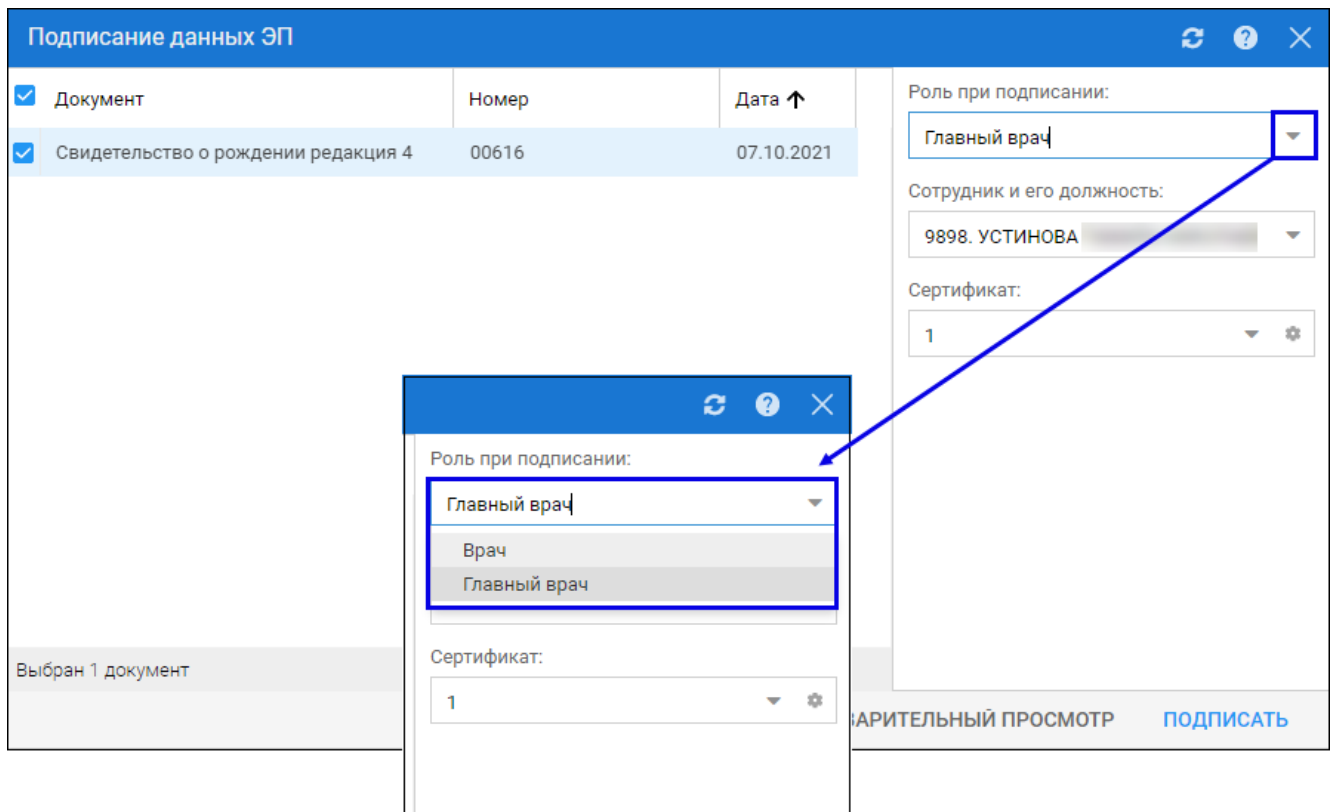 Подписание данных ЭП
Документ Номер Дата
Свидетельство о рождении редакция 4 00616 07.10.2021
Роль при подписании:
Главный врач
Сотрудник и его должность:
9898. УСТИНОВА
Сертификат:
1
Роль при подписании:
Главный врач
Врач
Главный врач
Сертификат:
1
Выбран 1 документ
ПРОСМОТР ПОДПИСАТЬ